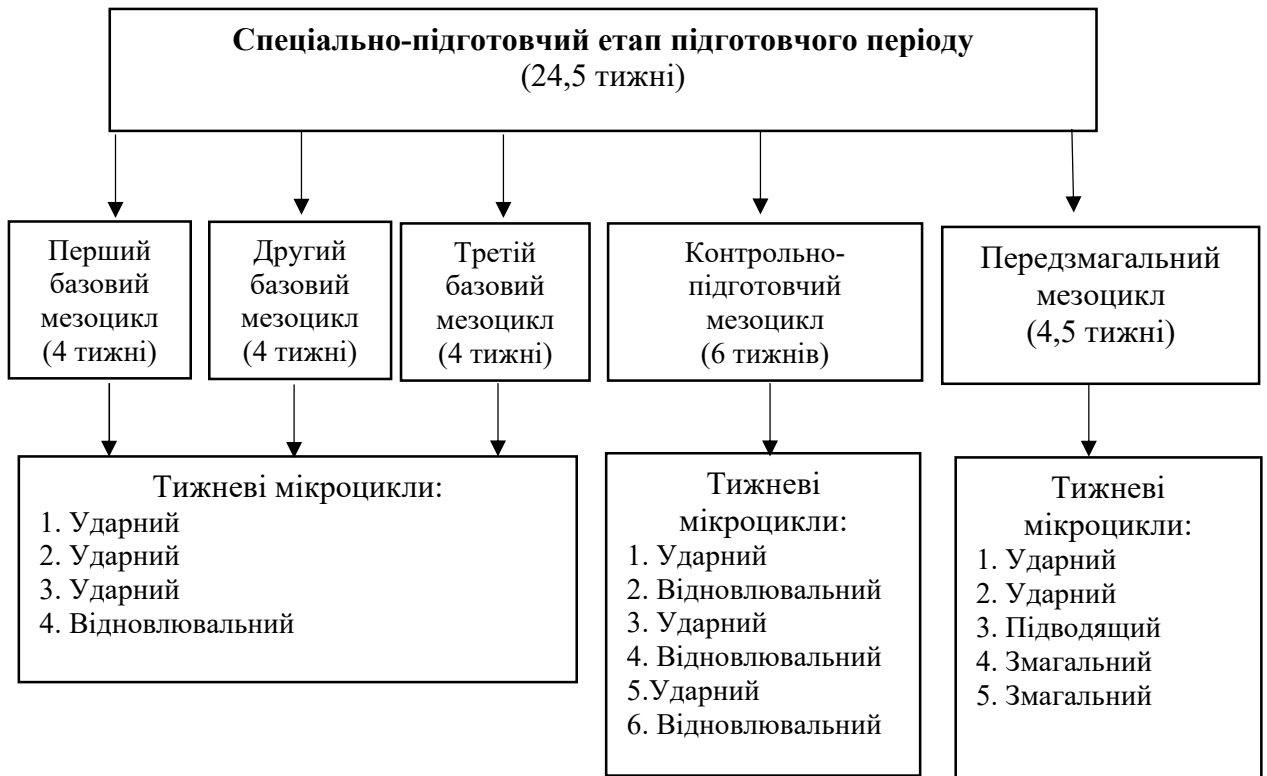 Спеціально-підготовчий етап підготовчого періоду
(24,5 тижні)
Перший
базовий
мезоцикл
(4 тижні)
Другий
базовий
мезоцикл
(4 тижні)
Третій
базовий
мезоцикл
(4 тижні)
Контрольно-
підготовчий
мезоцикл
(6 тижнів)
Передзмагальний
мезоцикл
(4,5 тижні)
Тижневі мікроцикли:
1. Ударний
2. Ударний
3. Ударний
4. Відновлювальний
Тижневі
мікроцикли:
1. Ударний
2. Відновлювальний
3. Ударний
4. Відновлювальний
5.Ударний
6. Відновлювальний
Тижневі
мікроцикли:
1. Ударний
2. Ударний
3. Підводящий
4. Змагальний
5. Змагальний